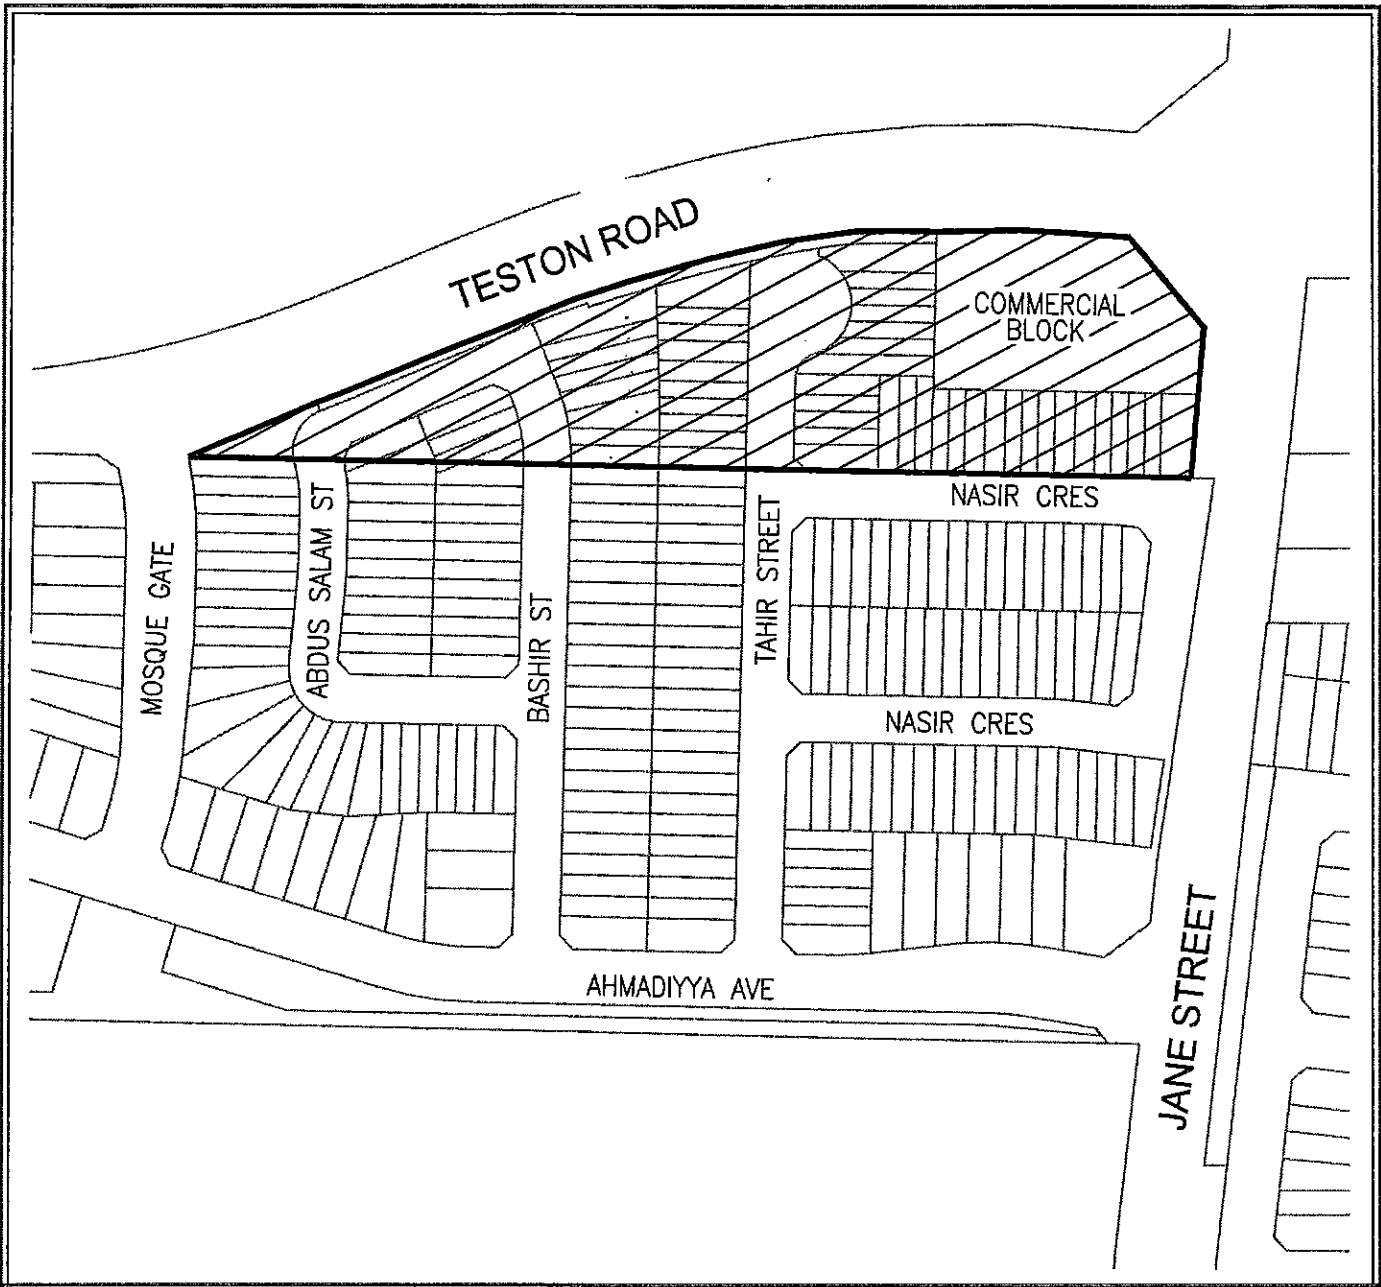 TESTON ROAD
COMMERCIAL
BLOCK
NASIR CRES
MOSQUE GATE
ABDUS SALAM ST
BASHIR ST
TAHIR STREET
NASIR CRES
AHMADIYYA AVE
JANE STREET